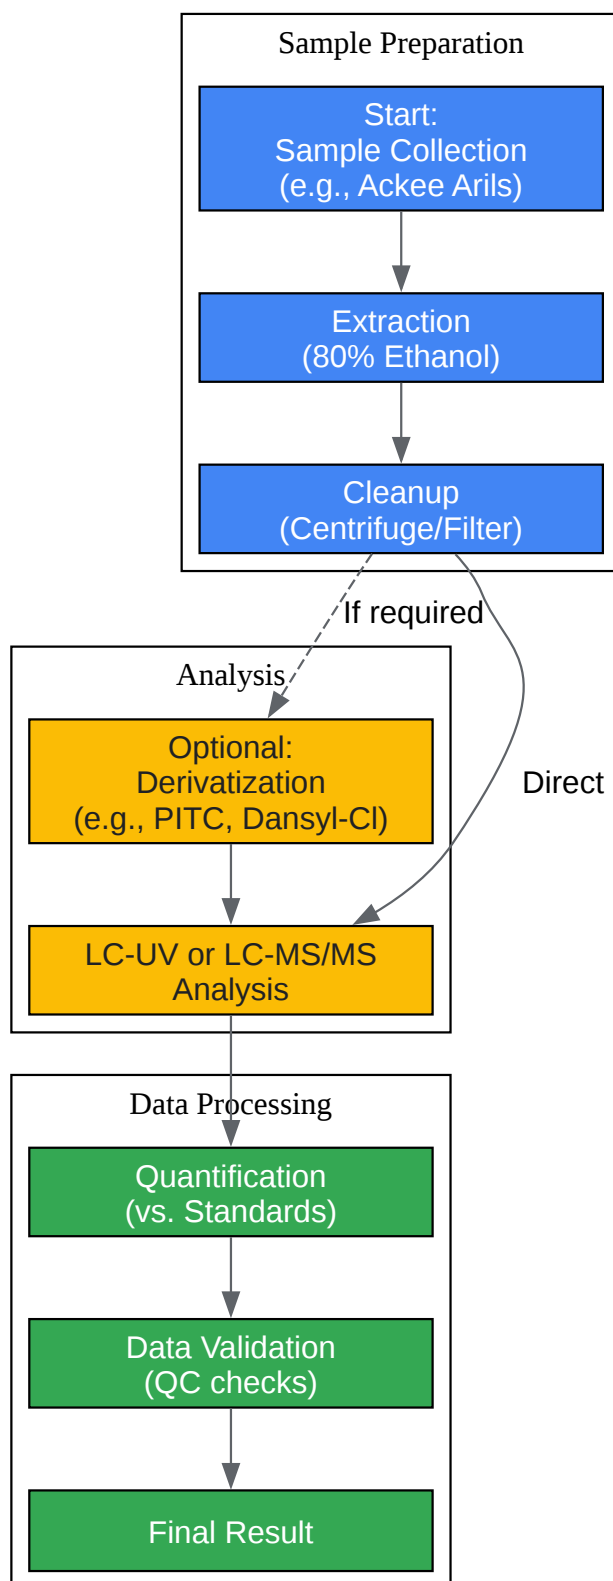 Sample Preparation
Start:
Sample Collection
(e.g., Ackee Arils)
Extraction
(80% Ethanol)
Cleanup
(Centrifuge/Filter)
If required
Analysis
Optional:
Derivatization
(e.g., PITC, Dansyl-Cl)
Direct
LC-UV or LC-MS/MS
Analysis
Data Processing
Quantification
(vs. Standards)
Data Validation
(QC checks)
Final Result